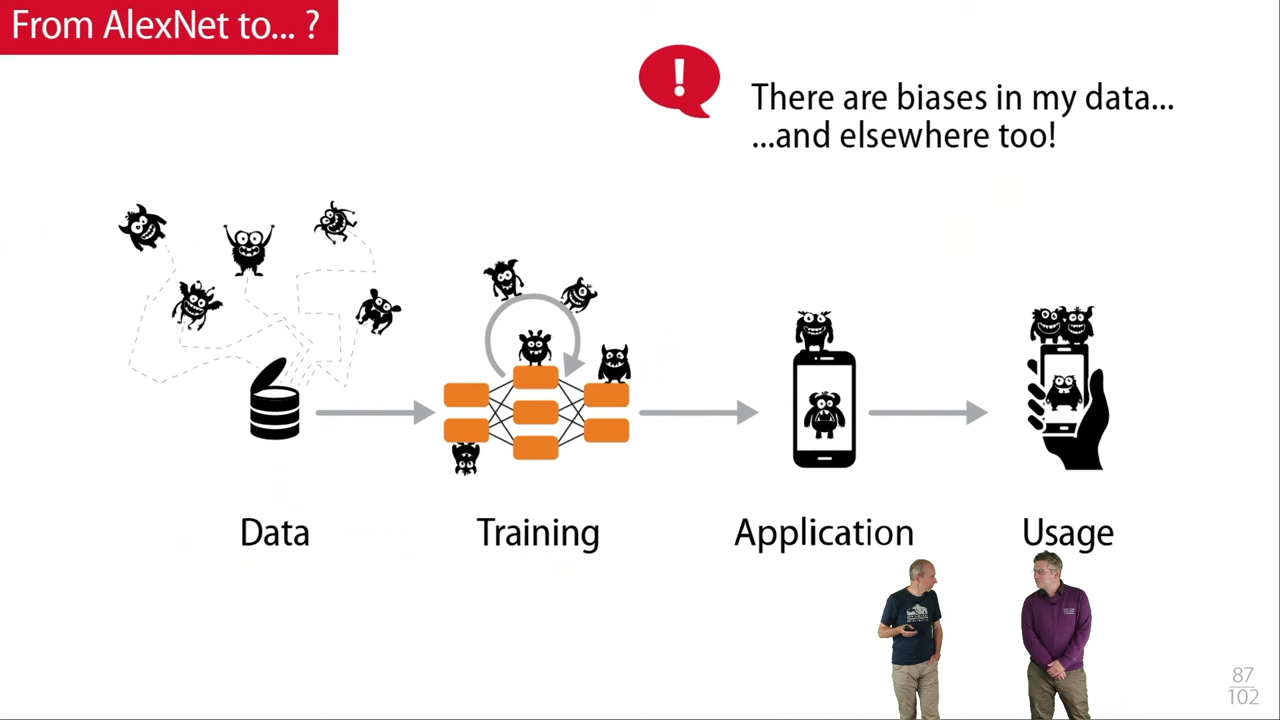 From AlexNet to... ?
!
There are biases in my data...
...and elsewhere too!
Data
Training
Application
Usage
87
102